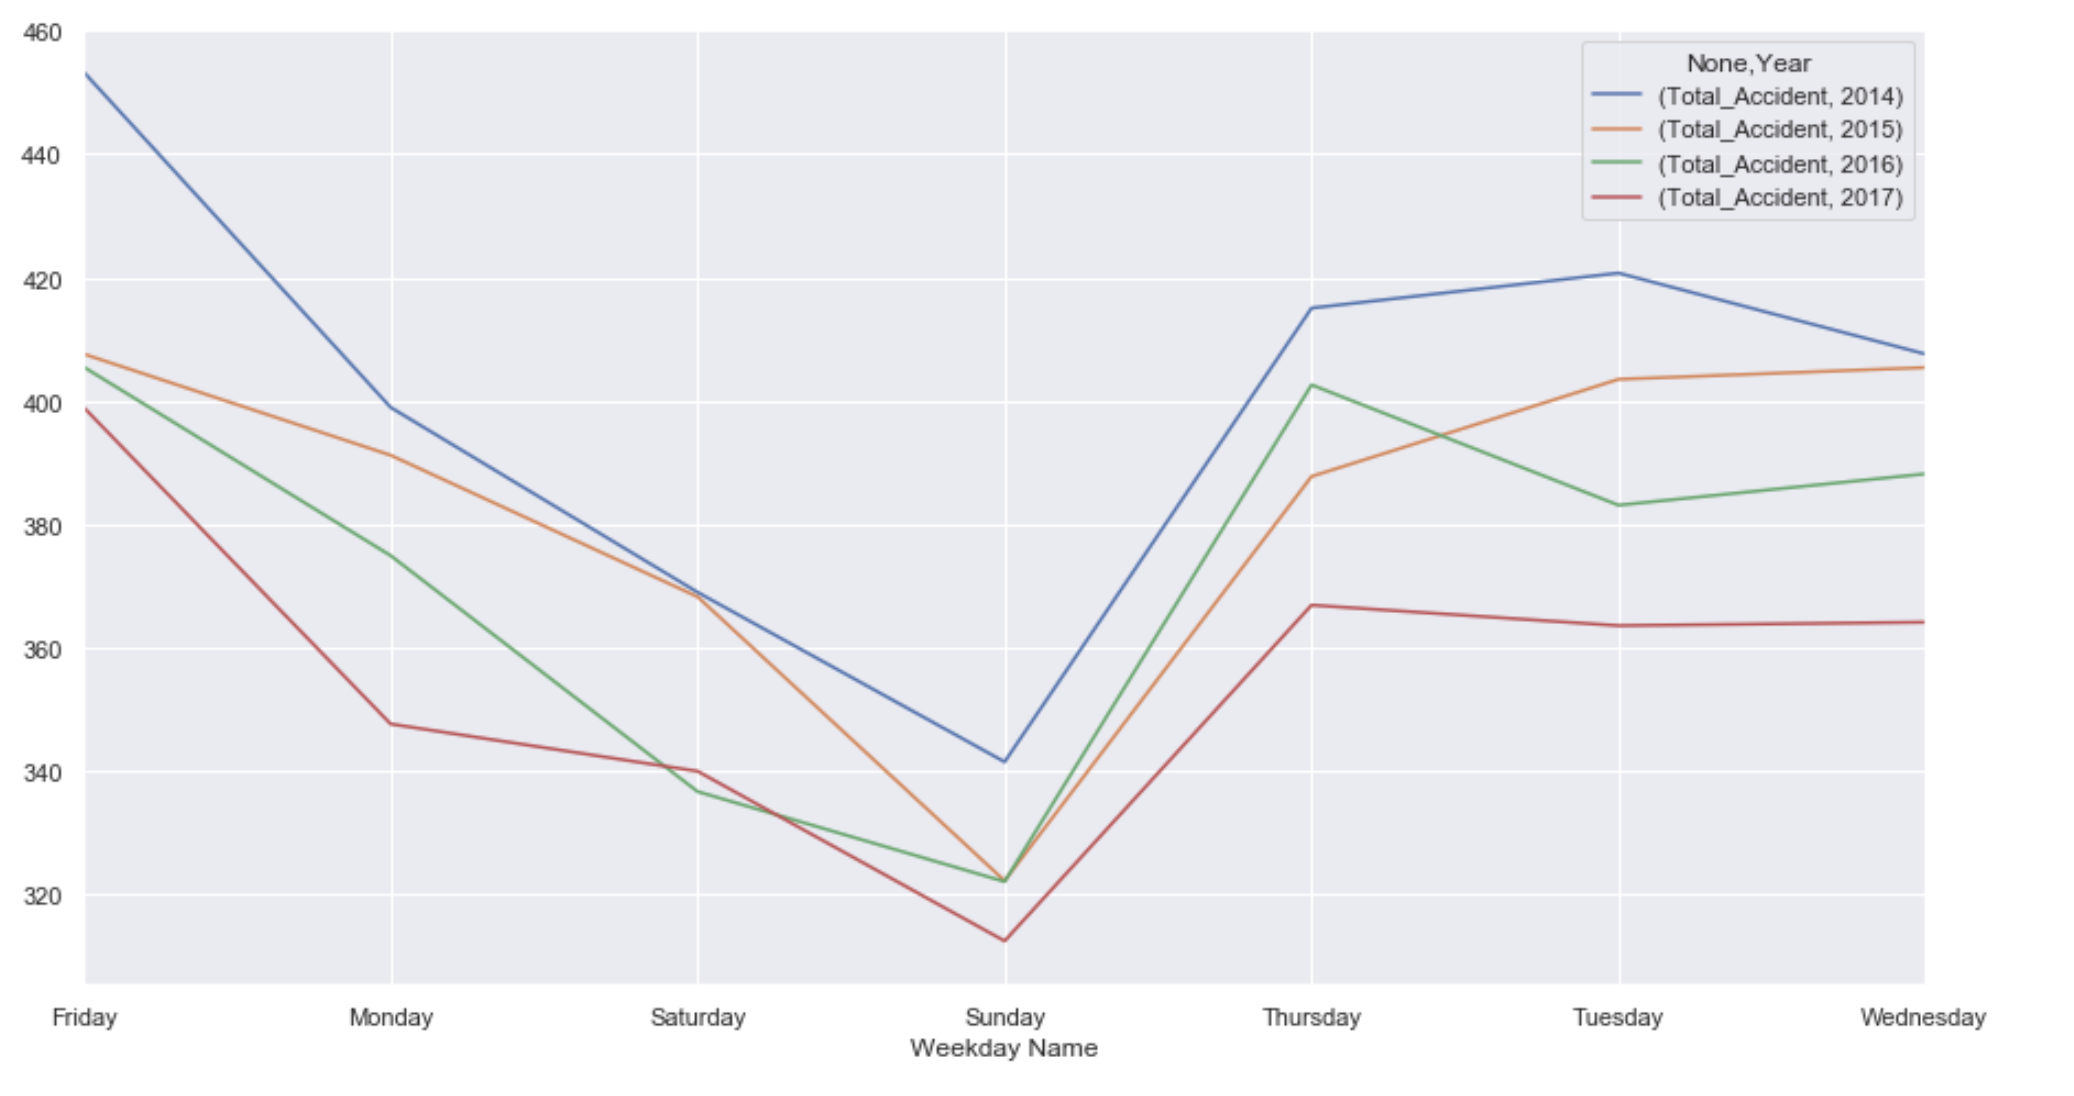 460
440
420
400
380
360
340
320
None,Year
(Total_Accident, 2014)
(Total_Accident, 2015)
(Total_Accident, 2016)
(Total_Accident, 2017)
Friday Monday Saturday Sunday Thursday Tuesday Wednesday
Weekday Name